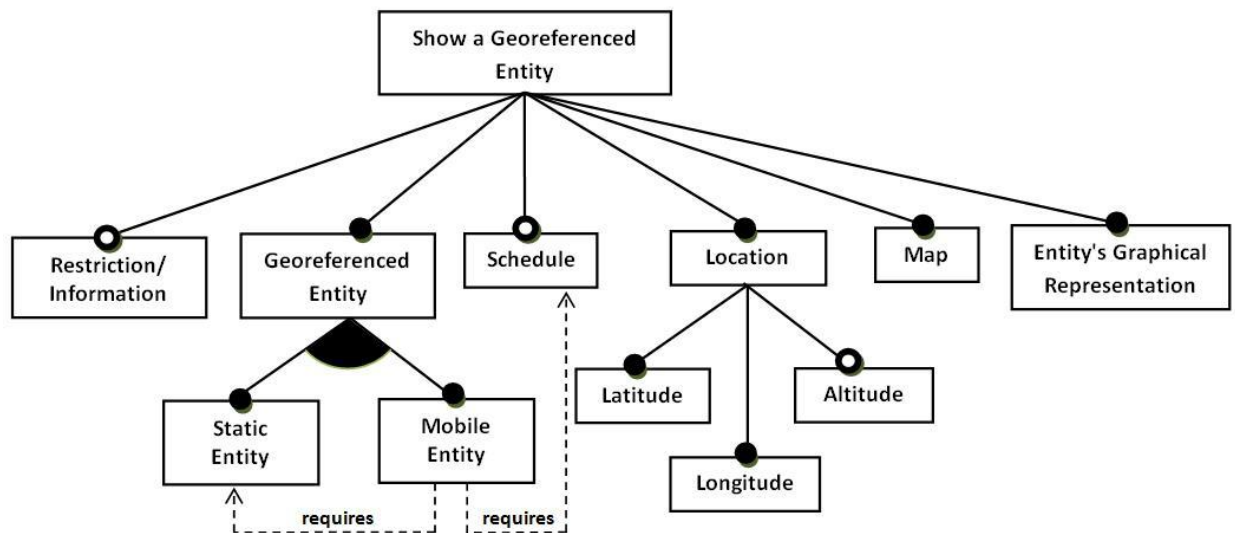 Show a Georeferenced
Entity
Restriction/
Information
Georeferenced
Entity
Schedule
Location
Map
Entity's Graphical
Representation
Static
Entity
Mobile
Entity
Latitude
Altitude
Longitude
requires
requires